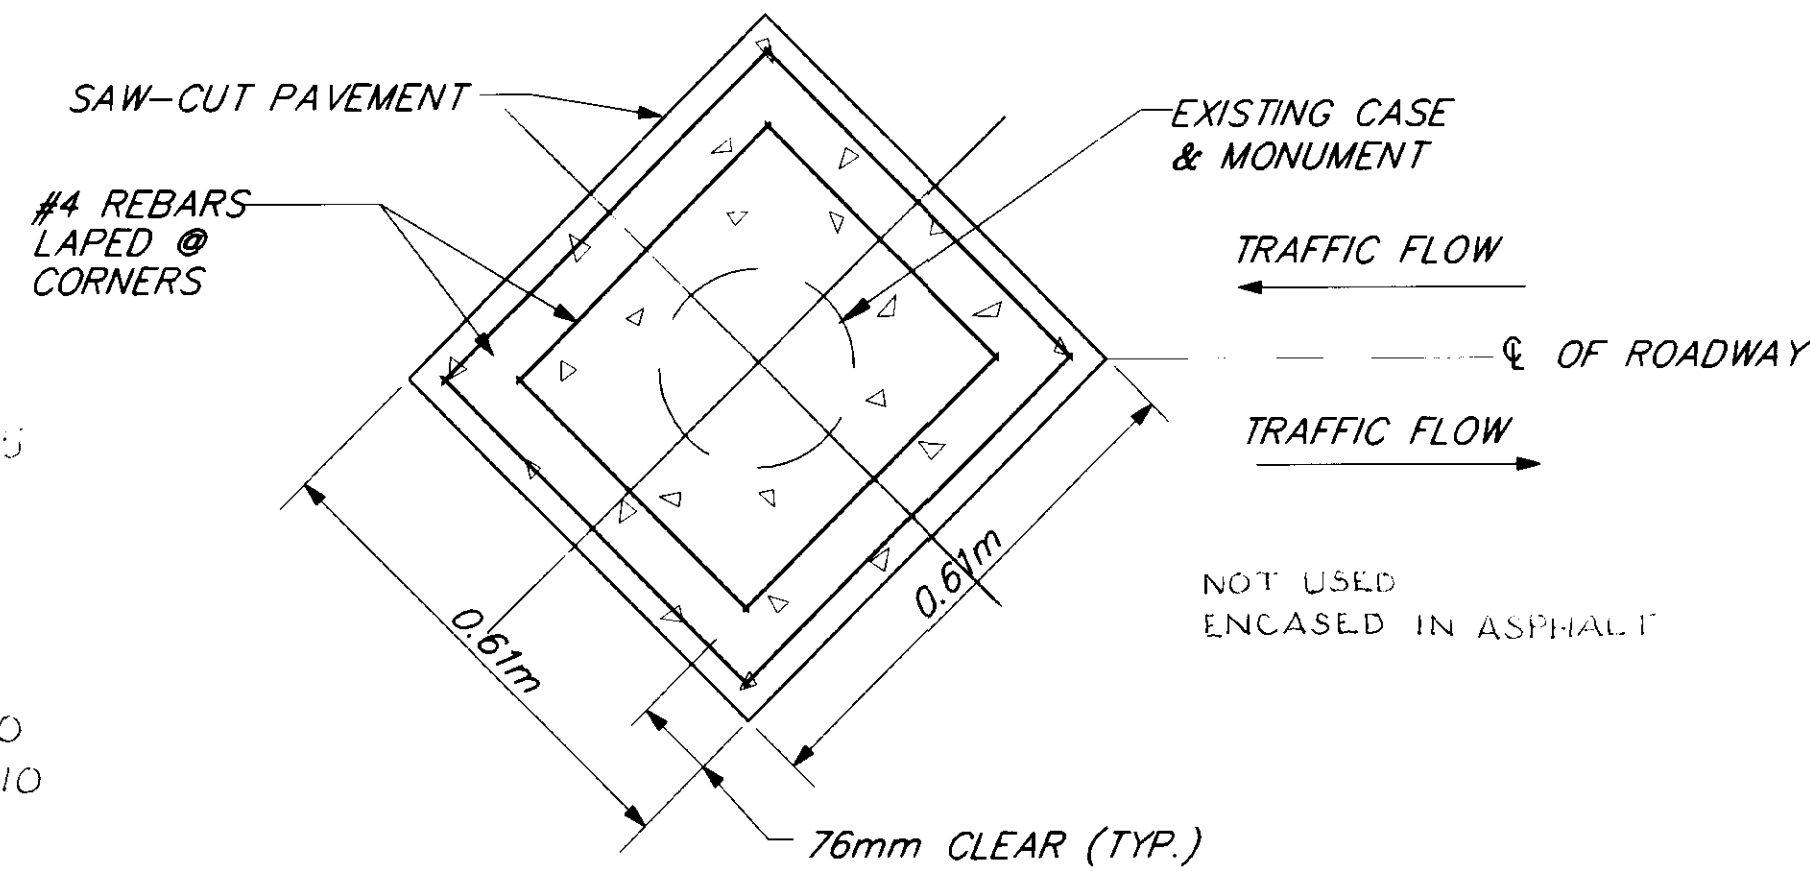 SAW-CUT PAVEMENT
EXISTING CASE
& MONUMENT
#4 REBARS
LAPED @
CORNERS
TRAFFIC FLOW
℄ OF ROADWAY
TRAFFIC FLOW
0.61m
0.61m
NOT USED
ENCASED IN ASPHALT
10
76mm CLEAR (TYP.)